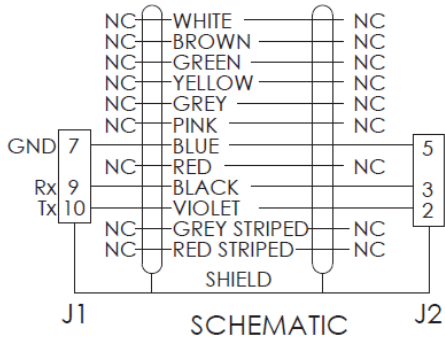 NC WHITE NC
NC BROWN NC
NC GREEN NC
NC YELLOW NC
NC GREY NC
NC PINK NC
GND 7 BLUE 5
NC RED NC
Rx 9 BLACK 3
Tx 10 VIOLET 2
NC GREY STRIPED NC
NC RED STRIPED NC
SHIELD
J1 J2
SCHEMATIC